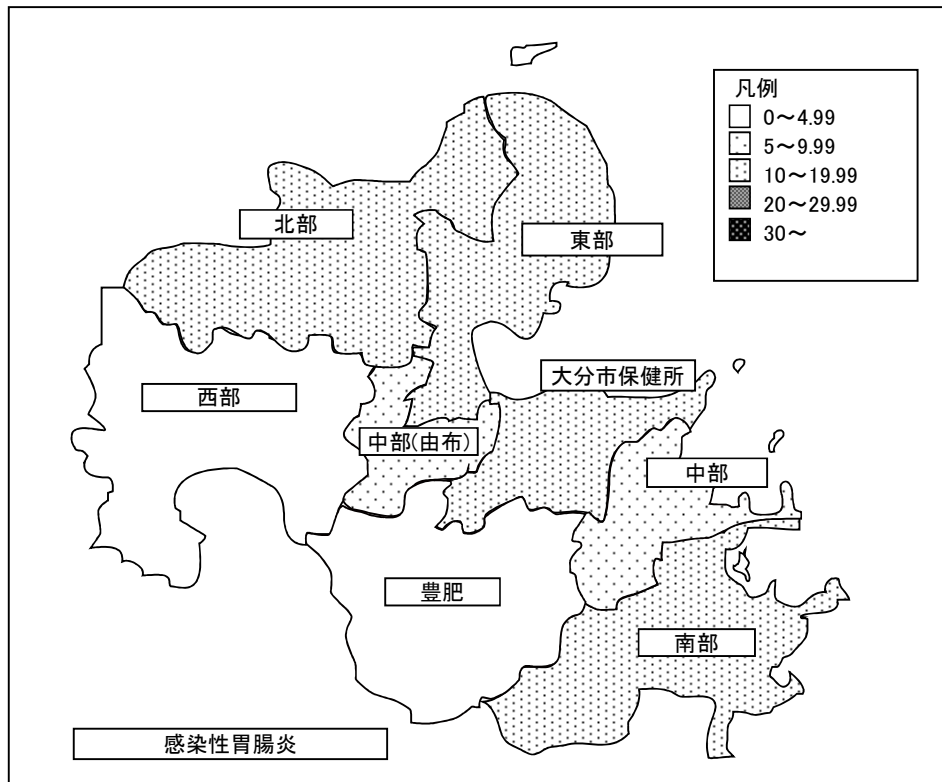 凡例
0～4.99
5～9.99
10～19.99
20～29.99
30～
北部
東部
大分市保健所
西部
中部(由布)
中部
豊肥
南部
感染性胃腸炎